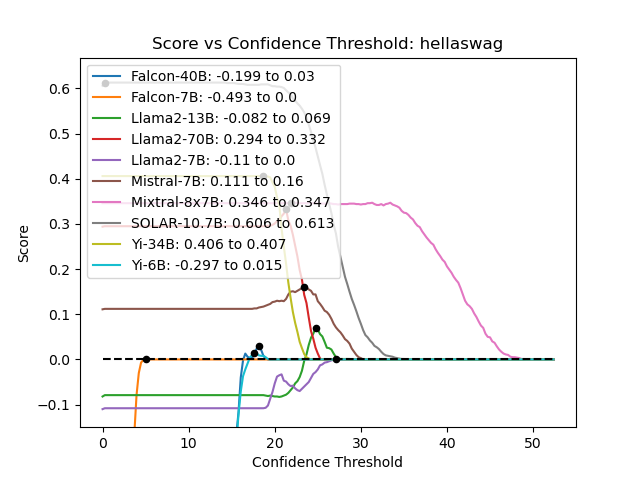 Score vs Confidence Threshold: hellaswag
Falcon-40B: -0.199 to 0.03
Falcon-7B: -0.493 to 0.0
Llama2-13B: -0.082 to 0.069
Llama2-70B: 0.294 to 0.332
Llama2-7B: -0.11 to 0.0
Mistral-7B: 0.111 to 0.16
Mixtral-8x7B: 0.346 to 0.347
SOLAR-10.7B: 0.606 to 0.613
Yi-34B: 0.406 to 0.407
Yi-6B: -0.297 to 0.015
Score
0.6
0.5
0.4
0.3
0.2
0.1
0.0
−0.1
0 10 20 30 40 50
Confidence Threshold